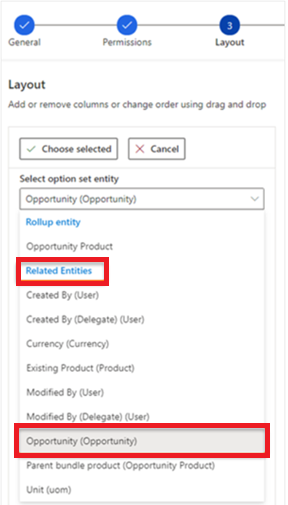 General Permissions 3 Layout
Layout
Add or remove columns or change order using drag and drop
Choose selected Cancel
Select option set entity
Opportunity (Opportunity)
Rollup entity
Opportunity Product
Related Entities
Created By (User)
Created By (Delegate) (User)
Currency (Currency)
Existing Product (Product)
Modified By (User)
Modified By (Delegate) (User)
Opportunity (Opportunity)
Parent bundle product (Opportunity Product)
Unit (uom)